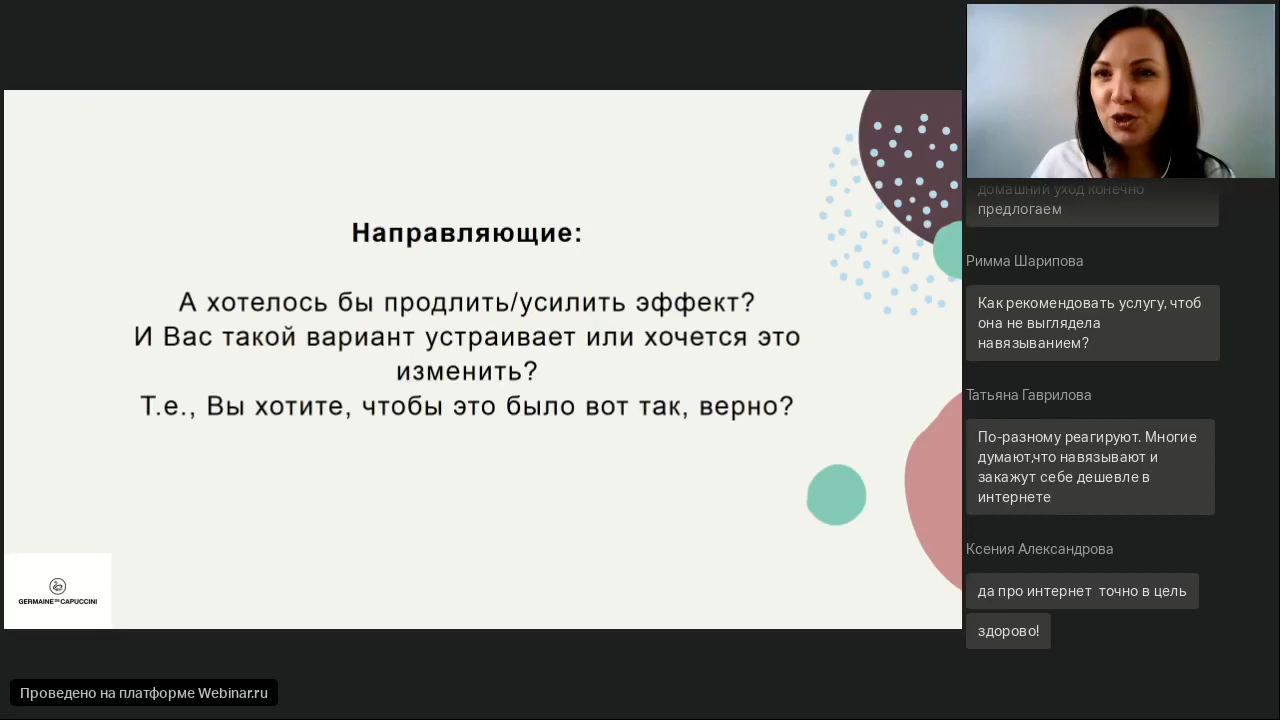 Направляющие:
А хотелось бы продлить/усилить эффект?
И Вас такой вариант устраивает или хочется это
изменить?
Т.е., Вы хотите, чтобы это было вот так, верно?
GERMAINE DE CAPUCCINI
Проведено на платформе Webinar.ru
домашний уход конечно
предлогаем
Римма Шарипова
Как рекомендовать услугу, чтоб
она не выглядела
навязыванием?
Татьяна Гаврилова
По-разному реагируют. Многие
думают,что навязывают и
закажут себе дешевле в
интернете
Ксения Александрова
да про интернет точно в цель
здорово!